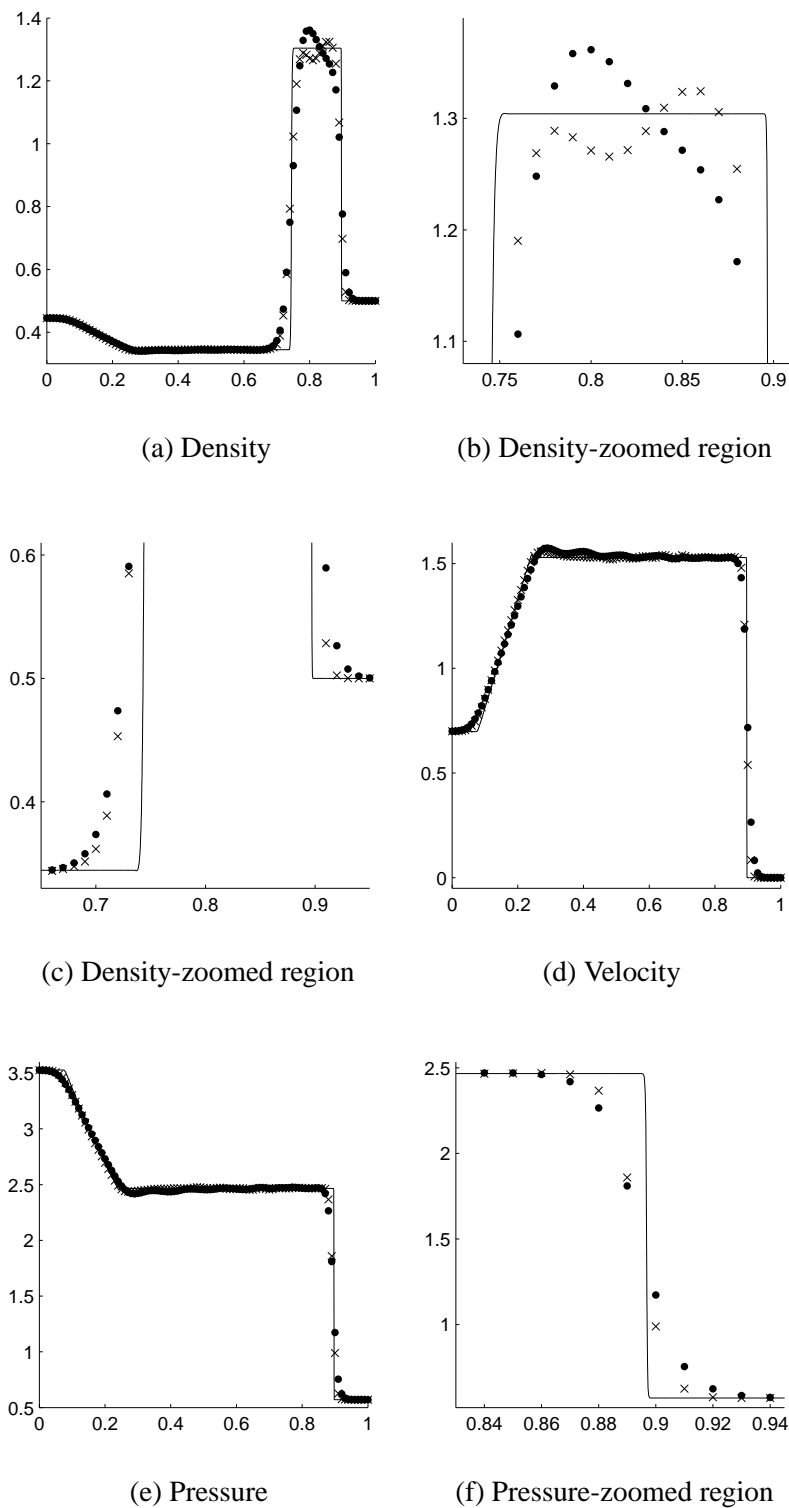 1.4
1.2
1
0.8
0.6
0.4
0 0.2 0.4 0.6 0.8 1
(a) Density
1.3
1.2
1.1
0.75 0.8 0.85 0.9
(b) Density-zoomed region
0.6
0.5
0.4
0.7 0.8 0.9
(c) Density-zoomed region
1.5
1
0.5
0
0 0.2 0.4 0.6 0.8 1
(d) Velocity
3.5
3
2.5
2
1.5
1
0.5
0 0.2 0.4 0.6 0.8 1
(e) Pressure
2.5
2
1.5
1
0.84 0.86 0.88 0.9 0.92 0.94
(f) Pressure-zoomed region